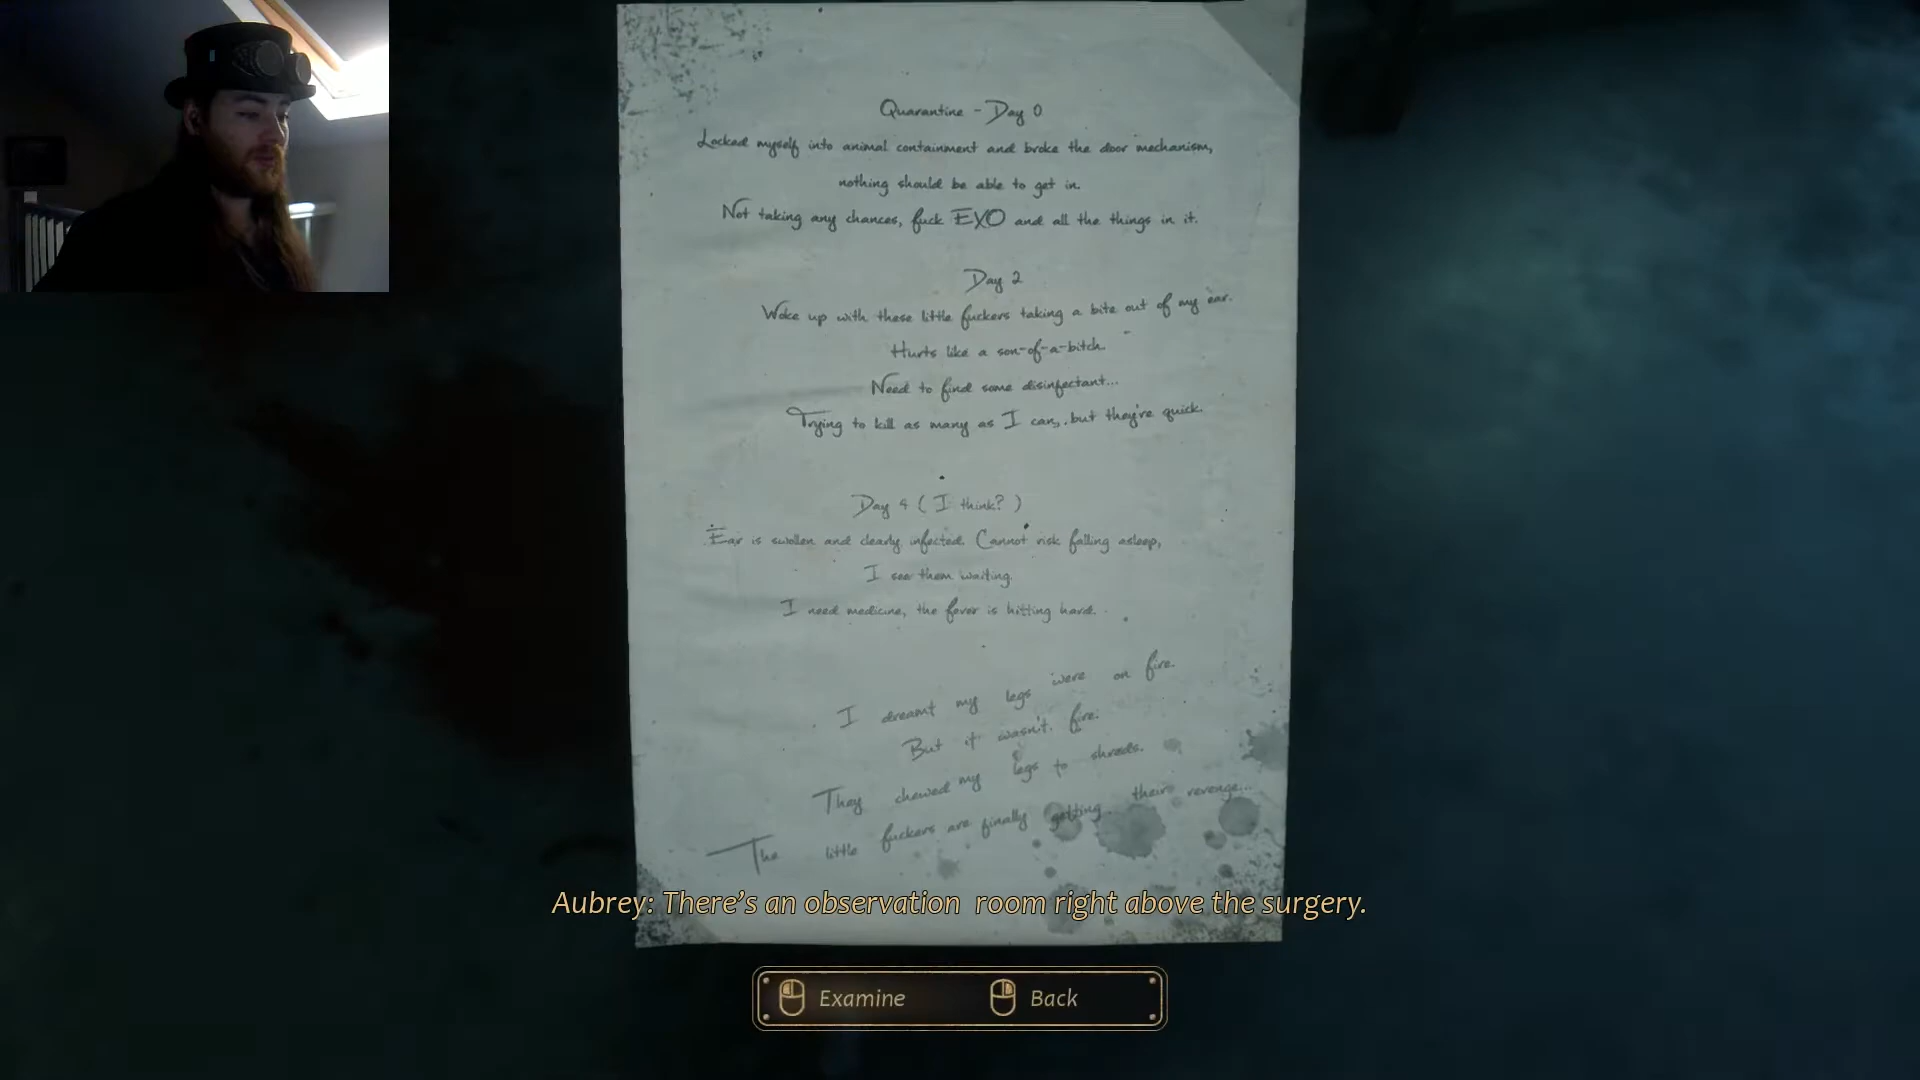 Quarantine - Day 0
Locked myself into animal containment and broke the door mechanism,
nothing should be able to get in.
Not taking any chances, fuck EXO and all the things in it.
Day 2
Woke up with these little fuckers taking a bite out of my ear.
Hurts like a son-of-a-bitch.
Need to find some disinfectant...
Trying to kill as many as I can, but they're quick.
Day 4 ( I think? )
Ear is swollen and clearly infected. Cannot risk falling asleep,
I see them waiting.
I need medicine, the fever is hitting hard.
I dreamt my legs were on fire.
But it wasn't fire.
They chewed my legs to shreds.
The little fuckers are finally getting their revenge...
Aubrey: There's an observation room right above the surgery.
Examine Back